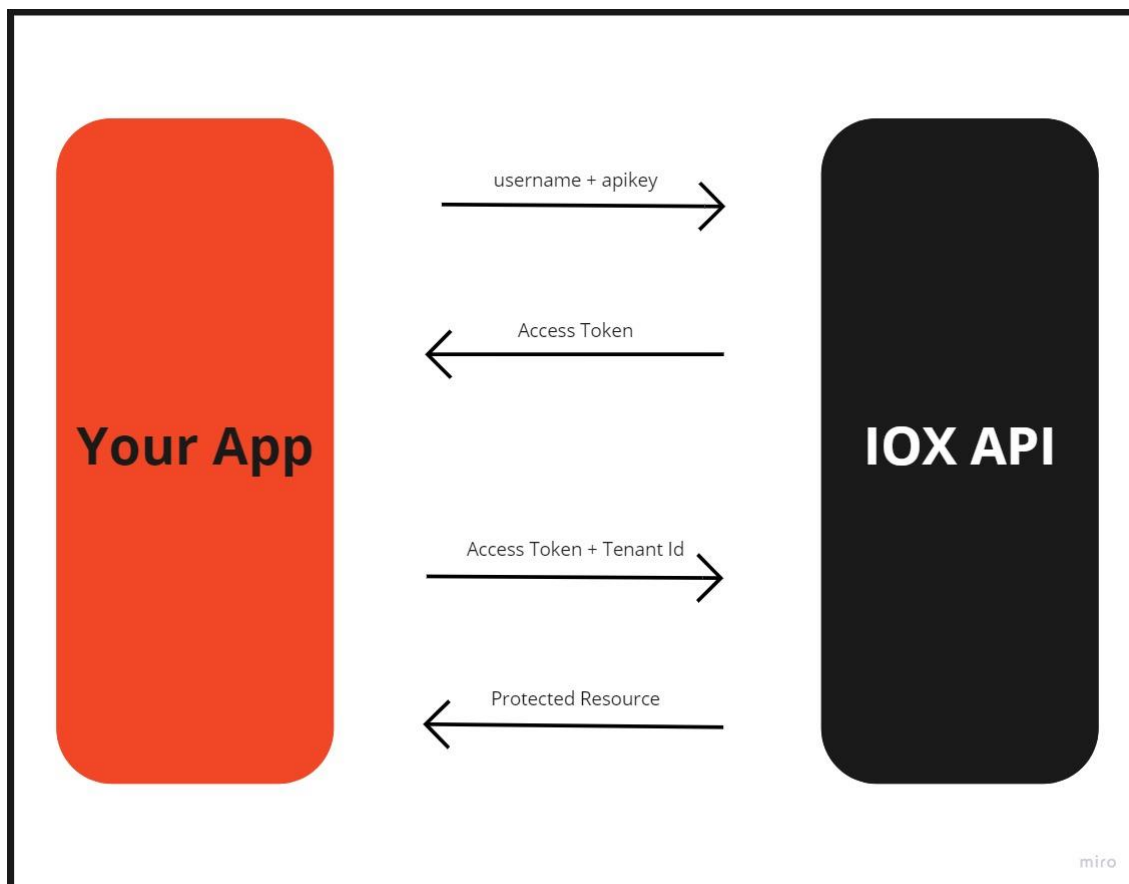 username + apikey
Access Token
Your App
IOX API
Access Token + Tenant Id
Protected Resource
miro